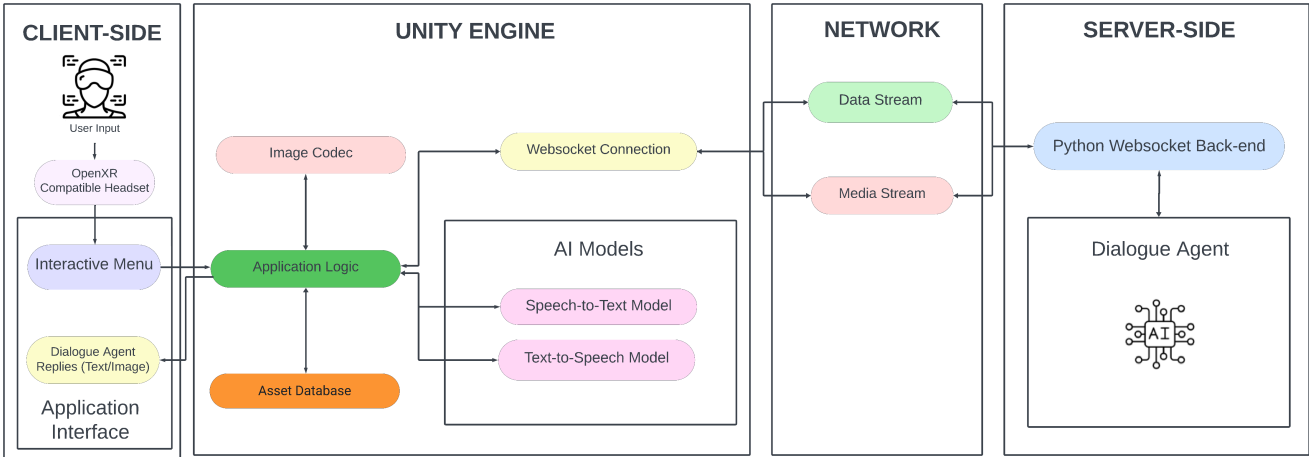 CLIENT-SIDE
User Input
OpenXR
Compatible Headset
Interactive Menu
Dialogue Agent
Replies (Text/Image)
Application
Interface
UNITY ENGINE
Image Codec
Application Logic
Asset Database
Websocket Connection
AI Models
Speech-to-Text Model
Text-to-Speech Model
NETWORK
Data Stream
Media Stream
SERVER-SIDE
Python Websocket Back-end
Dialogue Agent
AI